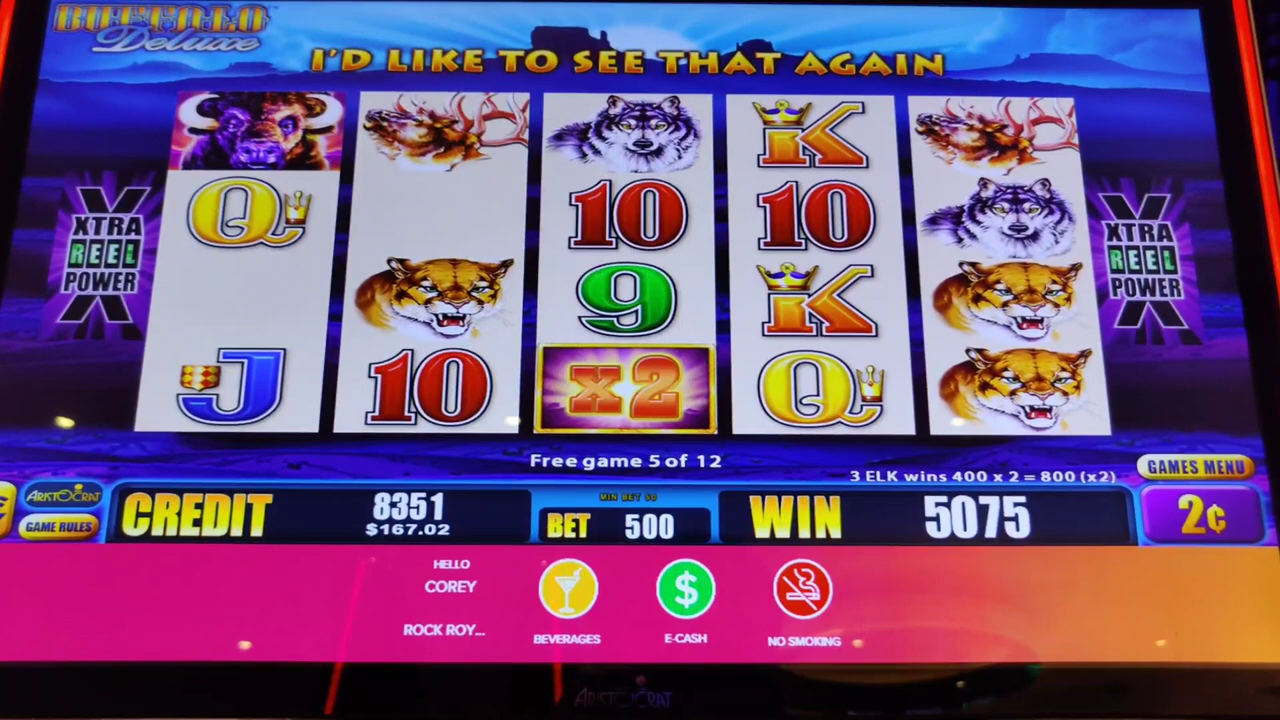 BUFFALO
Deluxe
I'D LIKE TO SEE THAT AGAIN
K
Q
10
10
XTRA
REEL
POWER
XTRA
REEL
POWER
9
K
J
10
x2
Q
Free game 5 of 12
3 ELK wins 400 x 2 = 800 (x2)
GAMES MENU
ARISTOCRAT
GAME RULES
CREDIT
8351
$167.02
MIN BET 50
BET 500
WIN 5075
2¢
HELLO
COREY
ROCK ROY...
BEVERAGES
$
E-CASH
NO SMOKING
ARISTOCRAT